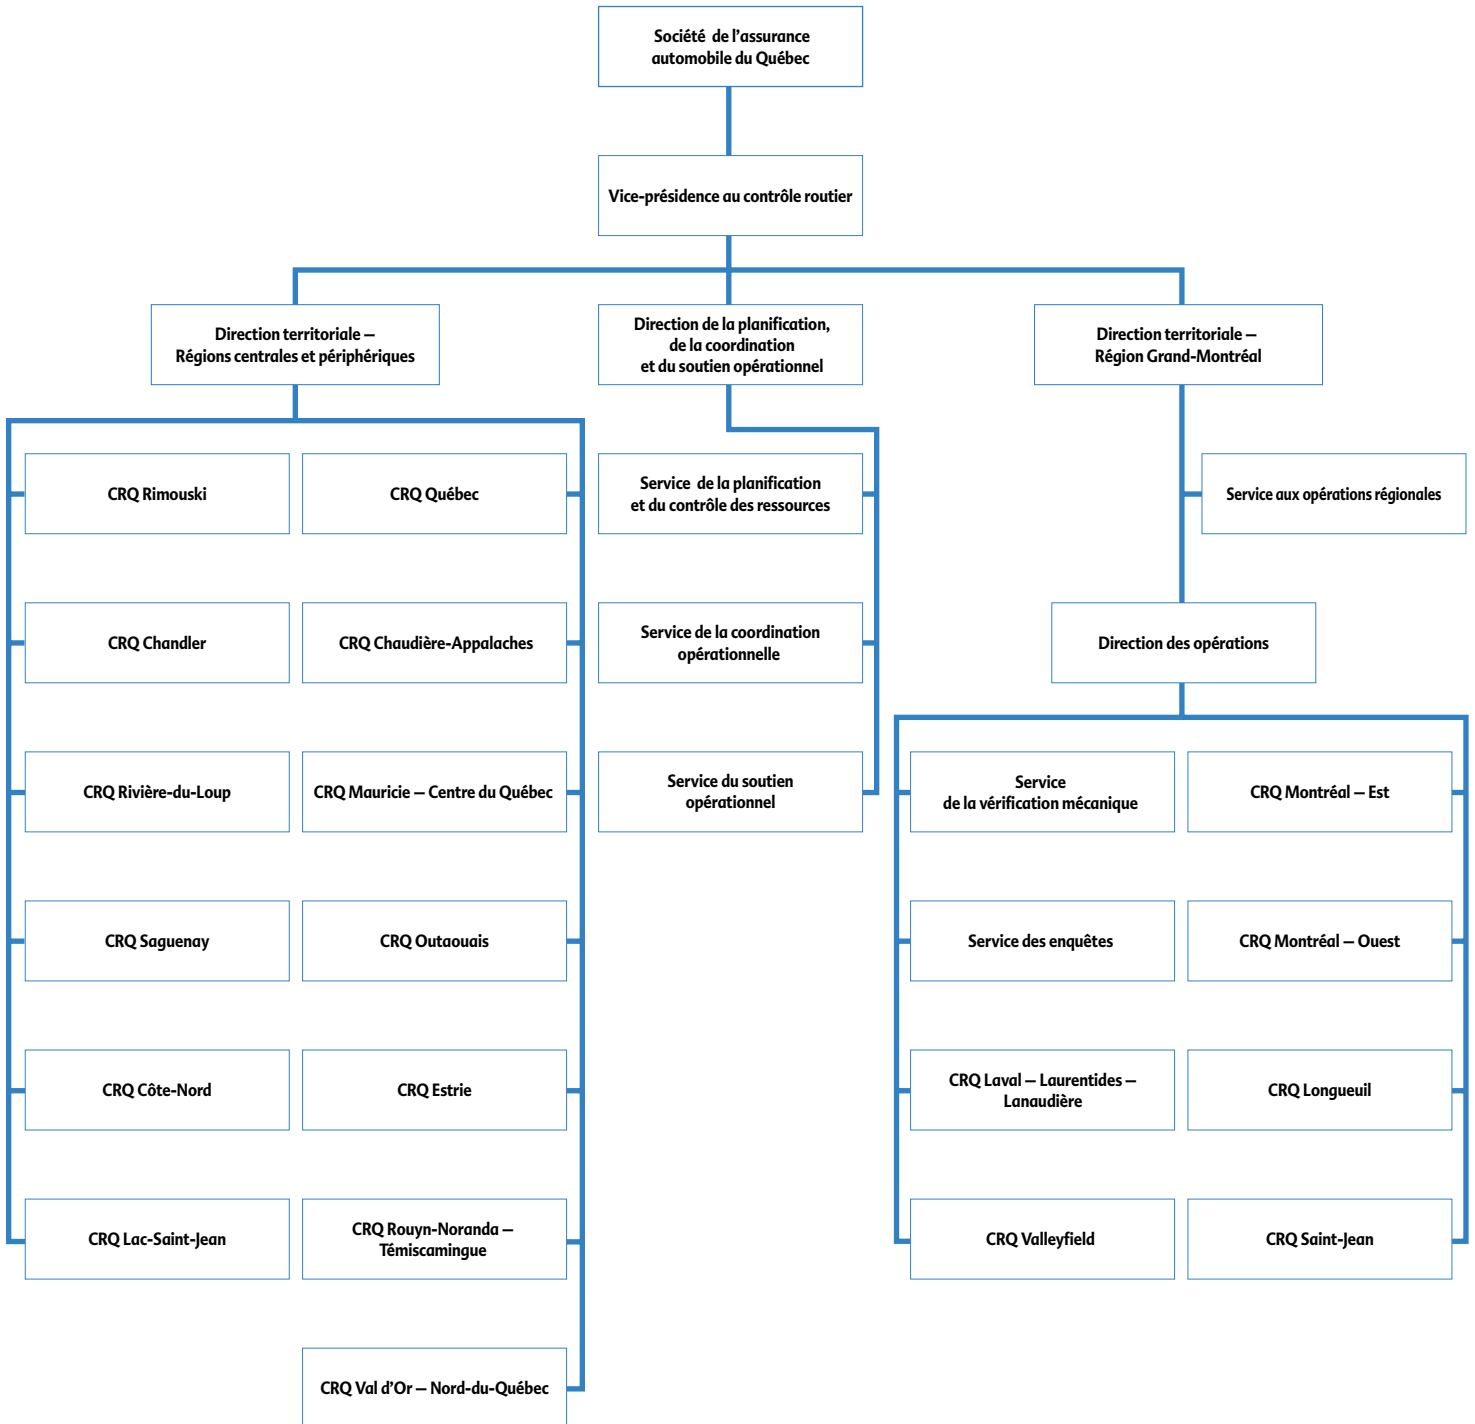 Société de l’assurance
automobile du Québec
Vice-présidence au contrôle routier
Direction territoriale –
Régions centrales et périphériques
Direction de la planification,
de la coordination
et du soutien opérationnel
Direction territoriale –
Région Grand-Montréal
CRQ Rimouski
CRQ Québec
Service de la planification
et du contrôle des ressources
Service aux opérations régionales
CRQ Chandler
CRQ Chaudière-Appalaches
Service de la coordination
opérationnelle
Direction des opérations
CRQ Rivière-du-Loup
CRQ Mauricie – Centre du Québec
Service du soutien
opérationnel
Service
de la vérification mécanique
CRQ Montréal – Est
CRQ Saguenay
CRQ Outaouais
Service des enquêtes
CRQ Montréal – Ouest
CRQ Côte-Nord
CRQ Estrie
CRQ Laval – Laurentides –
Lanaudière
CRQ Longueuil
CRQ Lac-Saint-Jean
CRQ Rouyn-Noranda –
Témiscamingue
CRQ Valleyfield
CRQ Saint-Jean
CRQ Val d’Or – Nord-du-Québec